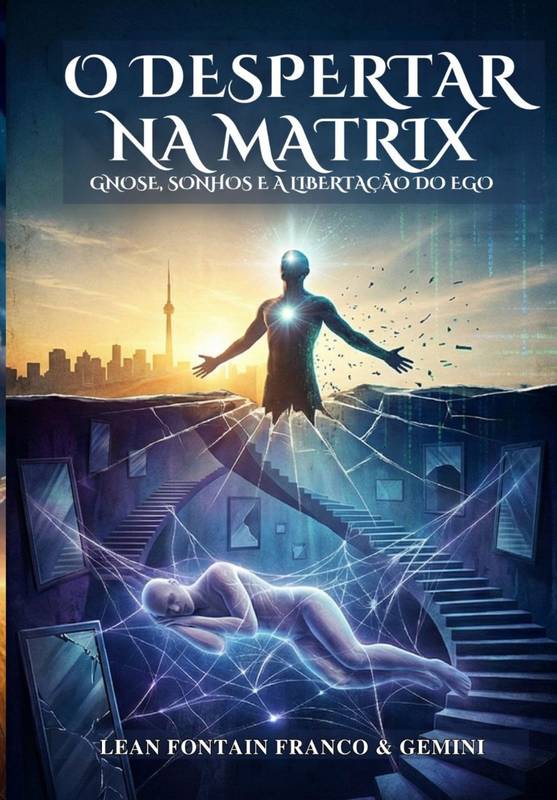 O DESPERTAR
NA MATRIX
GNOSE, SONHOS E A LIBERTAÇÃO DO EGO
LEAN FONTAIN FRANCO & GEMINI